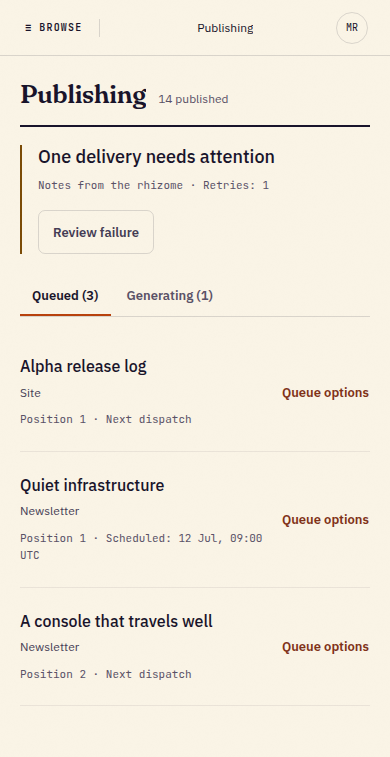 ≡ BROWSE
Publishing
MR
Publishing 14 published
One delivery needs attention
Notes from the rhizome · Retries: 1
Review failure
Queued (3) Generating (1)
Alpha release log
Site
Queue options
Position 1 · Next dispatch
Quiet infrastructure
Newsletter
Queue options
Position 1 · Scheduled: 12 Jul, 09:00
UTC
A console that travels well
Newsletter
Queue options
Position 2 · Next dispatch